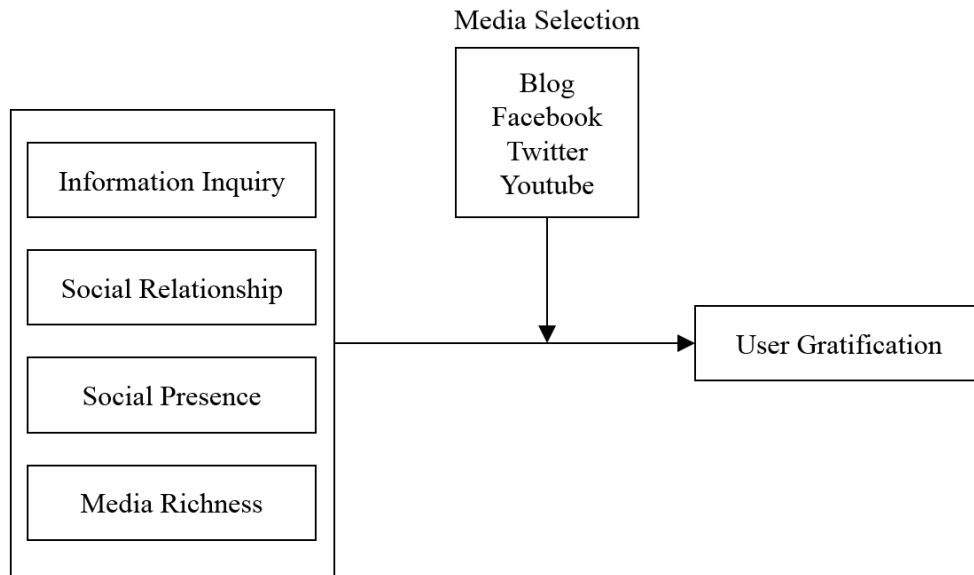 Media Selection
Blog
Facebook
Twitter
Youtube
Information Inquiry
Social Relationship
Social Presence
Media Richness
User Gratification